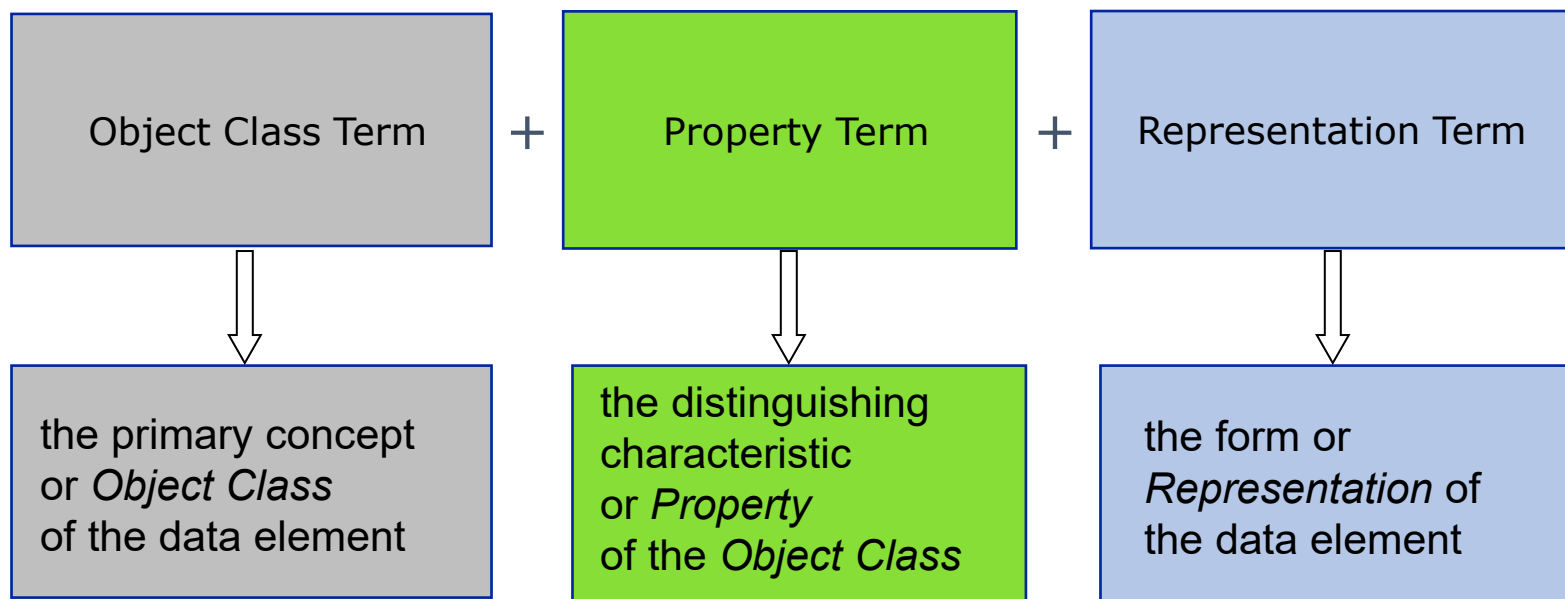 Object Class Term
+
Property Term
+
Representation Term
the primary concept
or Object Class
of the data element
the distinguishing
characteristic
or Property
of the Object Class
the form or
Representation of
the data element